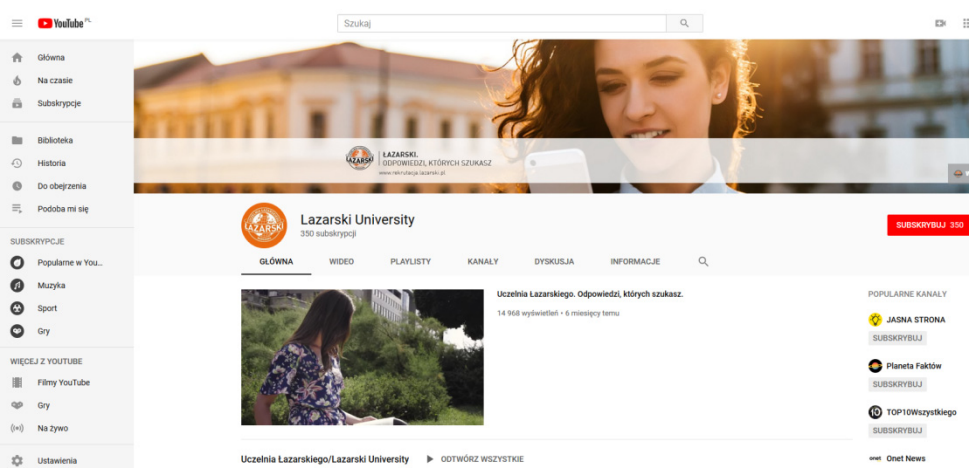 YouTube PL
Szukaj
Główna
Na czasie
Subskrypcje
Biblioteka
Historia
Do obejrzenia
Podoba mi się
SUBSKRYPCJE
Popularne w You...
Muzyka
Sport
Gry
WIĘCEJ Z YOUTUBE
Filmy YouTube
Gry
Na żywo
Ustawienia
ŁAZARSKI
ŁAZARSKI.
ODPOWIEDZI, KTÓRYCH SZUKASZ
www.rekrutacja.lazarski.pl
ŁAZARSKI
Lazarski University
350 subskrypcji
SUBSKRYBUJ 350
GŁÓWNA WIDEO PLAYLISTY KANAŁY DYSKUSJA INFORMACJE
Uczelnia Łazarskiego. Odpowiedzi, których szukasz.
14 968 wyświetleń • 6 miesięcy temu
Uczelnia Łazarskiego/Lazarski University ODTWÓRZ WSZYSTKIE
POPULARNE KANAŁY
JASNA STRONA
SUBSKRYBUJ
Planeta Faktów
SUBSKRYBUJ
10 TOP10Wszystkiego
SUBSKRYBUJ
onet Onet News